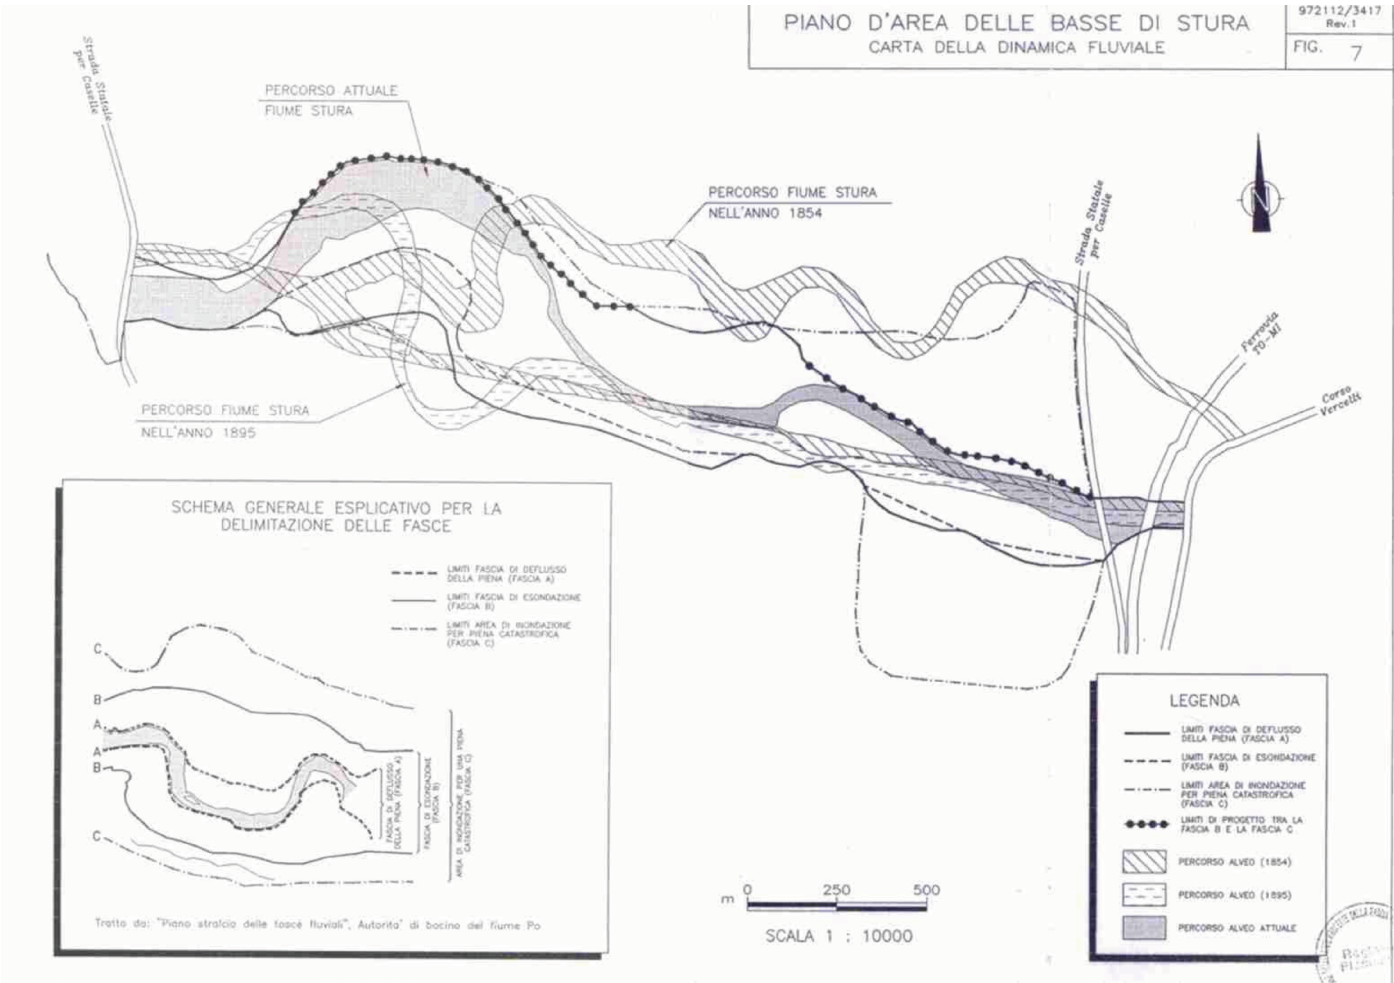 PIANO D'AREA DELLE BASSE DI STURA
CARTA DELLA DINAMICA FLUVIALE
972112/3417
Rev.1
FIG. 7
Strada Statale
per Caselle
PERCORSO ATTUALE
FIUME STURA
PERCORSO FIUME STURA
NELL'ANNO 1854
N
Strada Statale
per Caselle
Ferrovia
TO-MI
Corso
Vercelli
PERCORSO FIUME STURA
NELL'ANNO 1895
SCHEMA GENERALE ESPLICATIVO PER LA
DELIMITAZIONE DELLE FASCE
LIMITI FASCIA DI DEFLUSSO
DELLA PIENA (FASCIA A)
LIMITI FASCIA DI ESONDAZIONE
(FASCIA B)
LIMITI AREA DI INONDAZIONE
PER PIENA CATASTROFICA
(FASCIA C)
C
B
A
A
B
C
FASCIA DI DEFLUSSO
DELLA PIENA (FASCIA A)
FASCIA DI ESONDAZIONE
(FASCIA B)
AREA DI INONDAZIONE PER UNA PIENA
CATASTROFICA (FASCIA C)
Tratto da: "Piano stralcio delle fasce fluviali", Autorita' di bacino del fiume Po
m 0 250 500
SCALA 1 : 10000
LEGENDA
LIMITI FASCIA DI DEFLUSSO
DELLA PIENA (FASCIA A)
LIMITI FASCIA DI ESONDAZIONE
(FASCIA B)
LIMITI AREA DI INONDAZIONE
PER PIENA CATASTROFICA
(FASCIA C)
LIMITI DI PROGETTO TRA LA
FASCIA B E LA FASCIA C
PERCORSO ALVEO (1854)
PERCORSO ALVEO (1895)
PERCORSO ALVEO ATTUALE